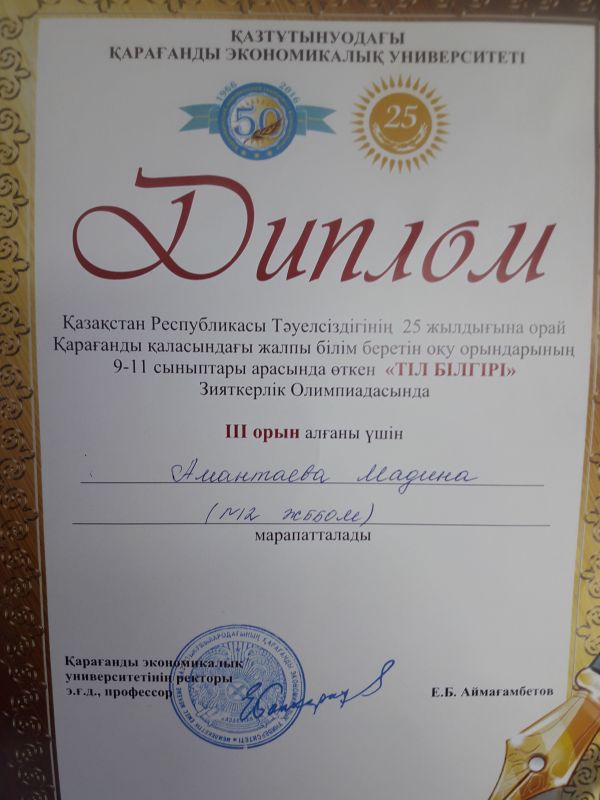 ҚАЗТҰТЫНУОДАҒЫ
ҚАРАҒАНДЫ ЭКОНОМИКАЛЫҚ УНИВЕРСИТЕТІ
1966 2016
50
25
Диплом
Қазақстан Республикасы Тәуелсіздігінің 25 жылдығына орай
Қарағанды қаласындағы жалпы білім беретін оқу орындарының
9-11 сыныптары арасында өткен «ТІЛ БІЛГІРІ»
Зияткерлік Олимпиадасында
III орын алғаны үшін
Амантаева Мадина
(№12 ЖББОМ)
марапатталады
Қарағанды экономикалық
университетінің ректоры
э.ғ.д., профессор
Е.Б. Аймағамбетов